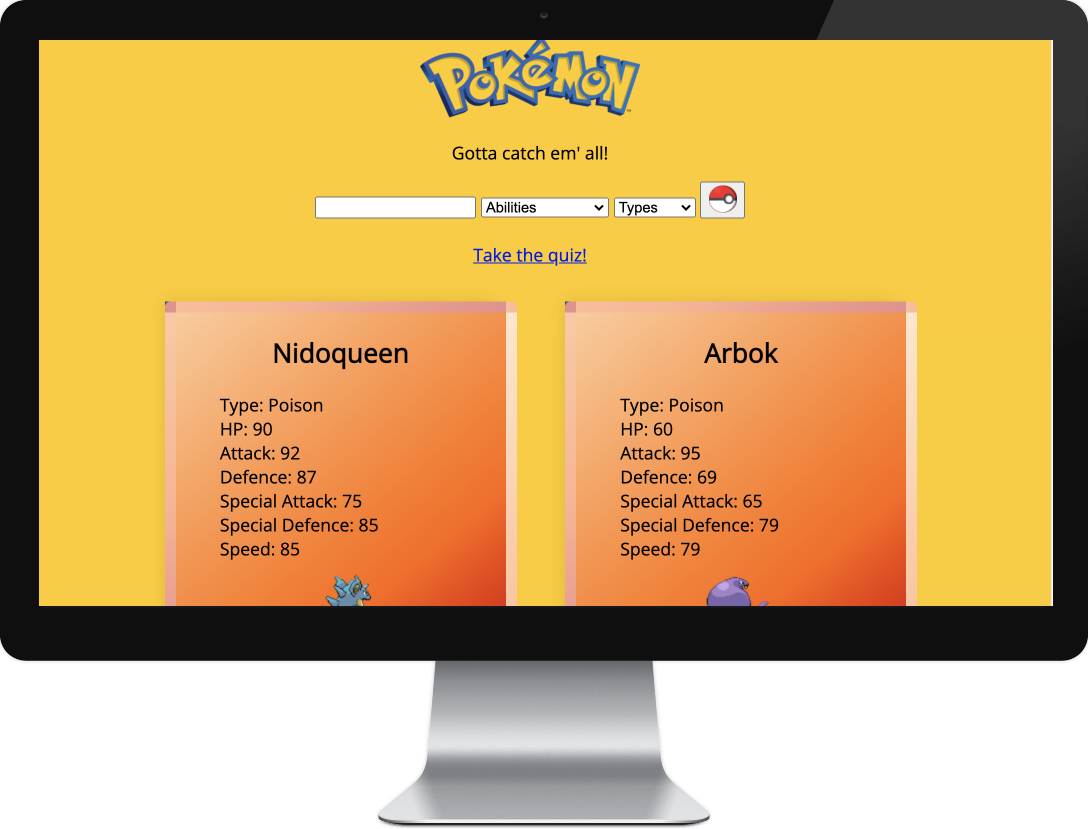 POKéMON
Gotta catch em' all!
Abilities Types
Take the quiz!
Nidoqueen
Type: Poison
HP: 90
Attack: 92
Defence: 87
Special Attack: 75
Special Defence: 85
Speed: 85
Arbok
Type: Poison
HP: 60
Attack: 95
Defence: 69
Special Attack: 65
Special Defence: 79
Speed: 79